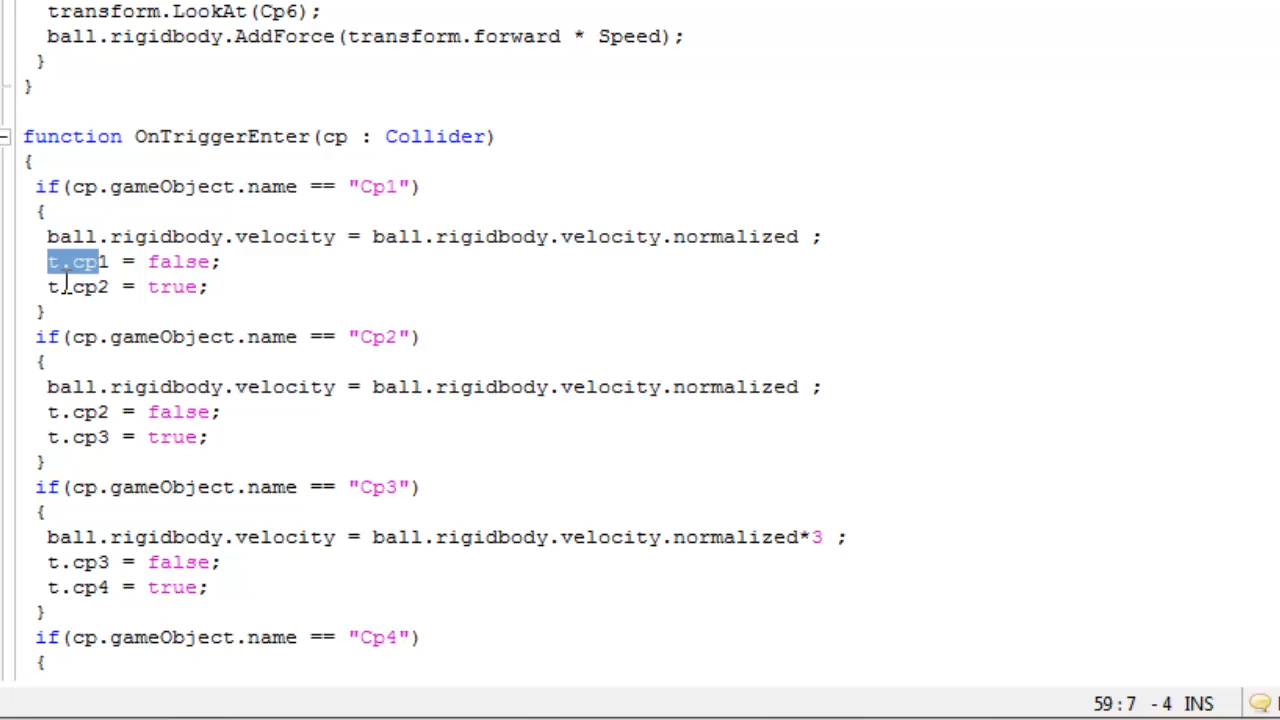 transform.LookAt(Cp6);
ball.rigidbody.AddForce(transform.forward * Speed);
}
}
function OnTriggerEnter(cp : Collider)
{
if(cp.gameObject.name == "Cp1")
{
ball.rigidbody.velocity = ball.rigidbody.velocity.normalized ;
t.cp1 = false;
t.cp2 = true;
}
if(cp.gameObject.name == "Cp2")
{
ball.rigidbody.velocity = ball.rigidbody.velocity.normalized ;
t.cp2 = false;
t.cp3 = true;
}
if(cp.gameObject.name == "Cp3")
{
ball.rigidbody.velocity = ball.rigidbody.velocity.normalized*3 ;
t.cp3 = false;
t.cp4 = true;
}
if(cp.gameObject.name == "Cp4")
{
59:7 -4 INS